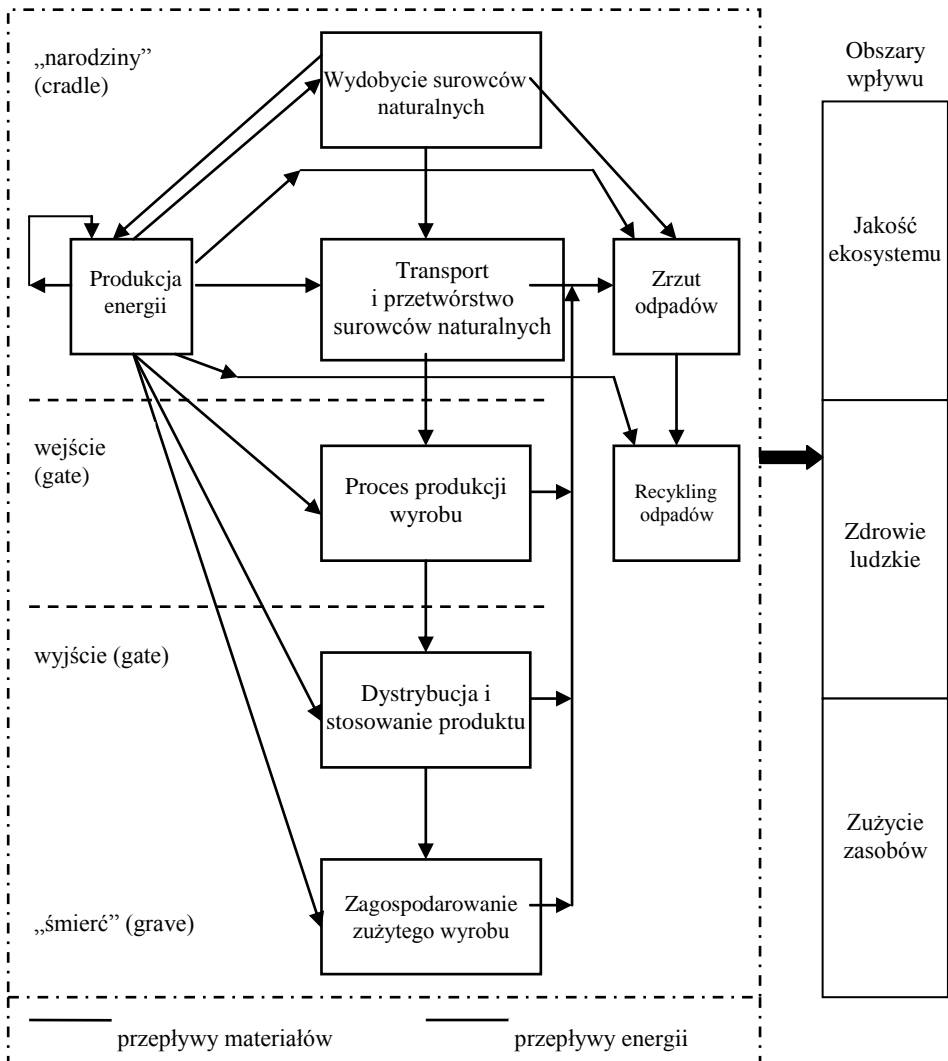 „narodziny”
(cradle)
Wydobycie surowców
naturalnych
Obszary
wpływu
Produkcja
energii
Transport
i przetwórstwo
surowców naturalnych
Zrzut
odpadów
Jakość
ekosystemu
wejście
(gate)
Proces produkcji
wyrobu
Recykling
odpadów
Zdrowie
ludzkie
wyjście (gate)
Dystrybucja i
stosowanie produktu
Zużycie
zasobów
„śmierć” (grave)
Zagospodarowanie
zużytego wyrobu
przepływy materiałów
przepływy energii